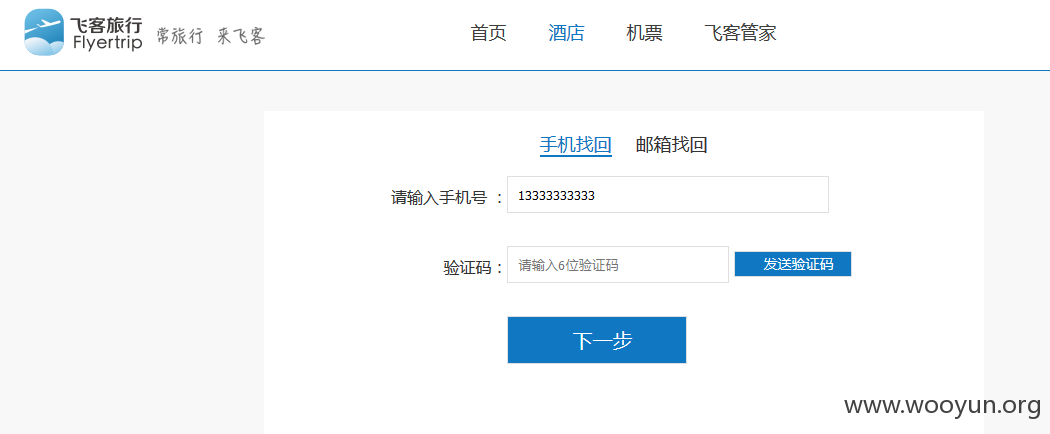 飞客旅行
Flyertrip
常旅行 来飞客
首页 酒店 机票 飞客管家
手机找回 邮箱找回
请输入手机号 : 13333333333
验证码 : 请输入6位验证码 发送验证码
下一步
www.wooyun.org